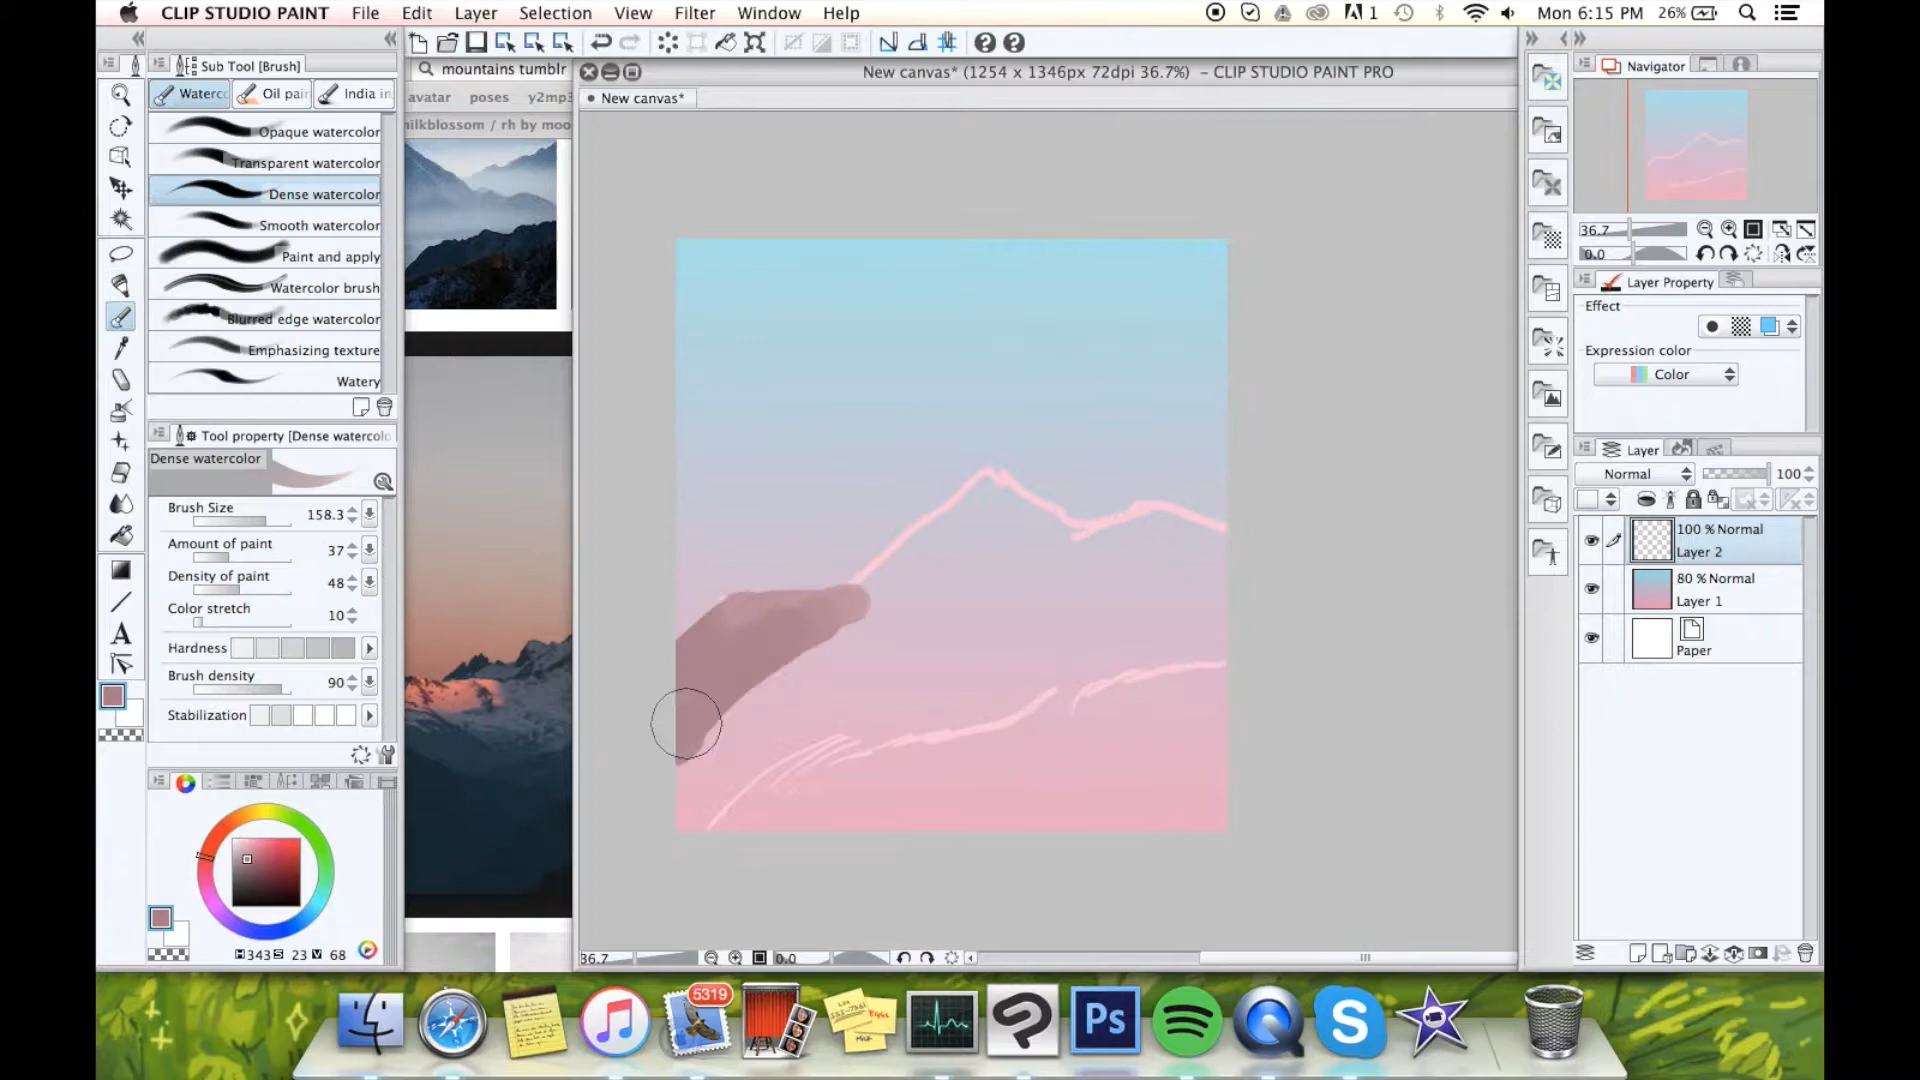 CLIP STUDIO PAINT File Edit Layer Selection View Filter Window Help
1 Mon 6:15 PM 26%
Sub Tool [Brush]
Waterc Oil pain India in
Opaque watercolor
Transparent watercolor
Dense watercolor
Smooth watercolor
Paint and apply
Watercolor brush
Blurred edge watercolor
Emphasizing texture
Watery
Tool property [Dense watercolo
Dense watercolor
Brush Size 158.3
Amount of paint 37
Density of paint 48
Color stretch 10
Hardness
Brush density 90
Stabilization
H 343 S 23 V 68
mountains tumblr
avatar poses y2mp3
milkblossom / rh by moo
New canvas* (1254 x 1346px 72dpi 36.7%) - CLIP STUDIO PAINT PRO
New canvas*
36.7 0.0
Navigator
36.7
0.0
Layer Property
Effect
Expression color
Color
Layer
Normal 100
100 % Normal
Layer 2
80 % Normal
Layer 1
Paper
5319
Ps